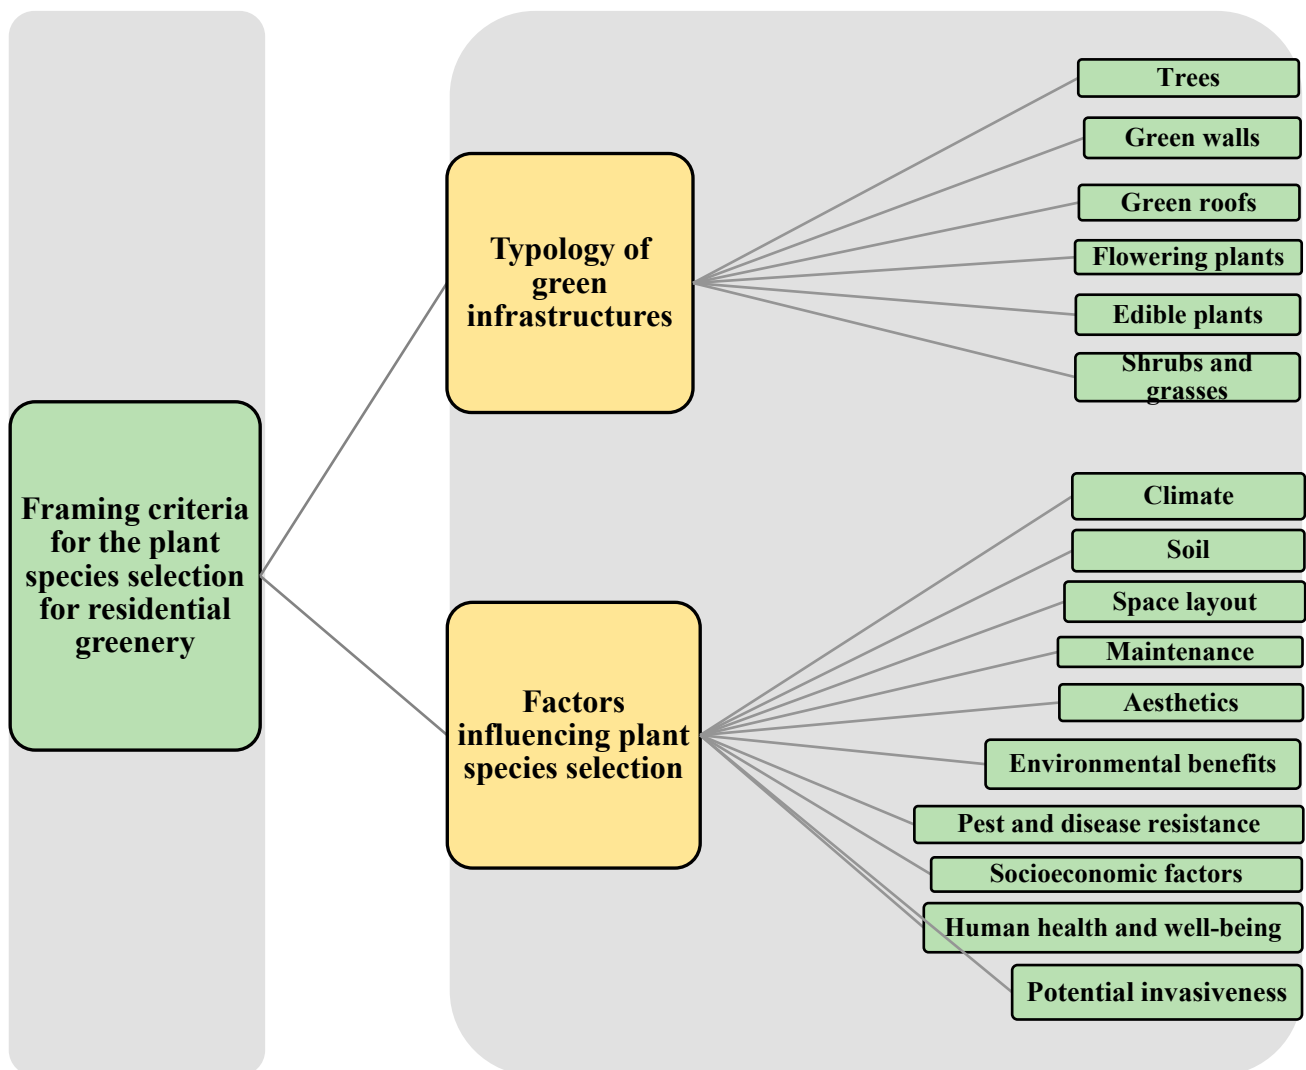 Framing criteria
for the plant
species selection
for residential
greenery
Typology of
green
infrastructures
Trees
Green walls
Green roofs
Flowering plants
Edible plants
Shrubs and
grasses
Factors
influencing plant
species selection
Climate
Soil
Space layout
Maintenance
Aesthetics
Environmental benefits
Pest and disease resistance
Socioeconomic factors
Human health and well-being
Potential invasiveness